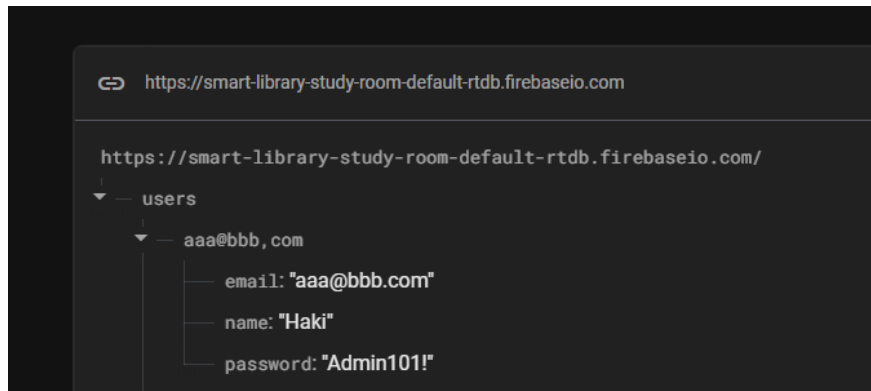 https://smart-library-study-room-default-rtdb.firebaseio.com
https://smart-library-study-room-default-rtdb.firebaseio.com/
users
aaa@bbb,com
email: "aaa@bbb.com"
name: "Haki"
password: "Admin101!"